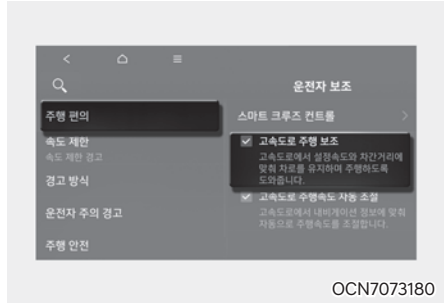 운전자 보조
주행 편의
속도 제한
속도 제한 경고
경고 방식
운전자 주의 경고
주행 안전
스마트 크루즈 컨트롤
고속도로 주행 보조
고속도로에서 설정속도와 차간거리에
맞춰 차로를 유지하며 주행하도록
도와줍니다.
고속도로 주행속도 자동 조절
고속도로에서 내비게이션 정보에 맞춰
자동으로 주행속도를 조절합니다.
OCN7073180